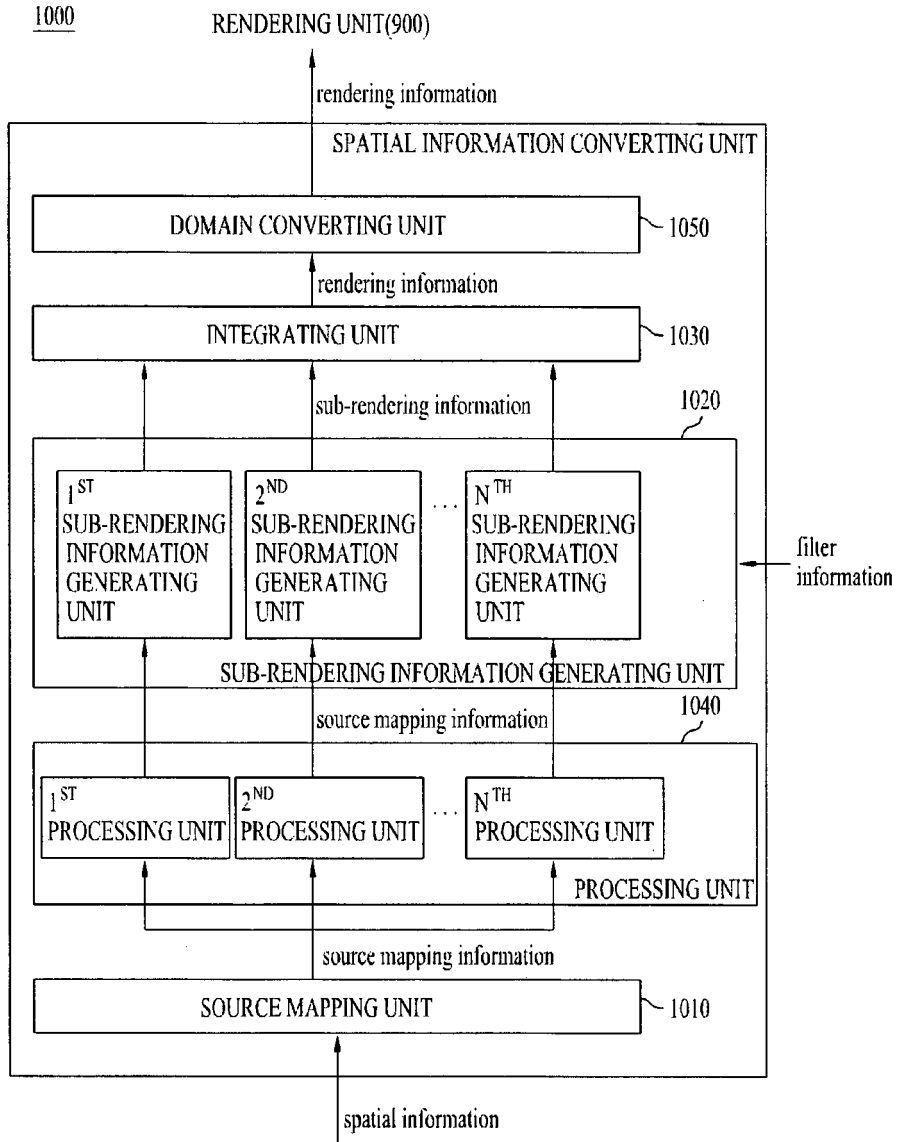 1000
RENDERING UNIT(900)
rendering information
SPATIAL INFORMATION CONVERTING UNIT
DOMAIN CONVERTING UNIT
1050
rendering information
INTEGRATING UNIT
1030
sub-rendering information
1020
1ST
SUB-RENDERING
INFORMATION
GENERATING
UNIT
2ND
SUB-RENDERING
INFORMATION
GENERATING
UNIT
...
NTH
SUB-RENDERING
INFORMATION
GENERATING
UNIT
filter
information
SUB-RENDERING INFORMATION GENERATING UNIT
source mapping information
1040
1ST
PROCESSING UNIT
2ND
PROCESSING UNIT
...
NTH
PROCESSING UNIT
PROCESSING UNIT
source mapping information
SOURCE MAPPING UNIT
1010
spatial information